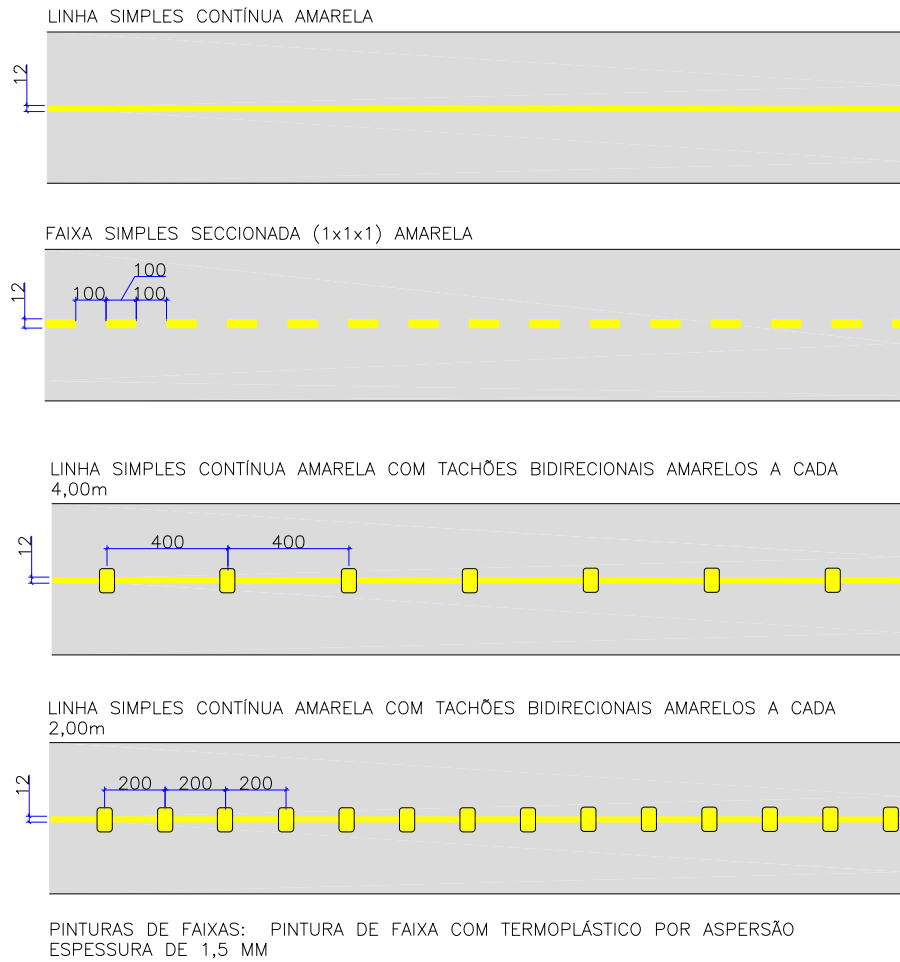 LINHA SIMPLES CONTÍNUA AMARELA
12
FAIXA SIMPLES SECCIONADA (1x1x1) AMARELA
100
100
100
12
LINHA SIMPLES CONTÍNUA AMARELA COM TACHÕES BIDIRECIONAIS AMARELOS A CADA
4,00m
400
400
12
LINHA SIMPLES CONTÍNUA AMARELA COM TACHÕES BIDIRECIONAIS AMARELOS A CADA
2,00m
200
200
200
12
PINTURAS DE FAIXAS: PINTURA DE FAIXA COM TERMOPLÁSTICO POR ASPERSÃO
ESPESSURA DE 1,5 MM